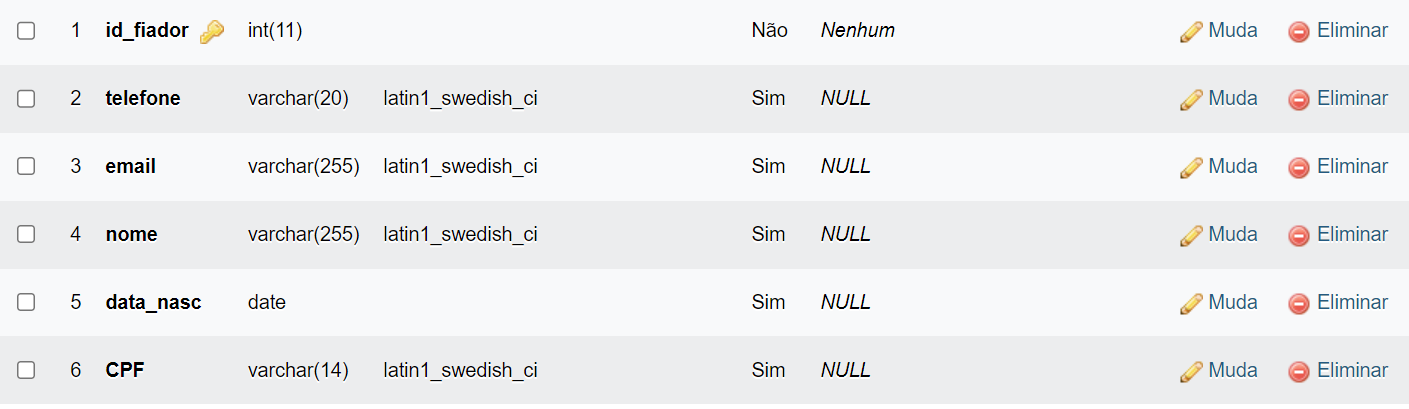 1 id_fiador int(11) Não Nenhum Muda Eliminar
2 telefone varchar(20) latin1_swedish_ci Sim NULL Muda Eliminar
3 email varchar(255) latin1_swedish_ci Sim NULL Muda Eliminar
4 nome varchar(255) latin1_swedish_ci Sim NULL Muda Eliminar
5 data_nasc date Sim NULL Muda Eliminar
6 CPF varchar(14) latin1_swedish_ci Sim NULL Muda Eliminar